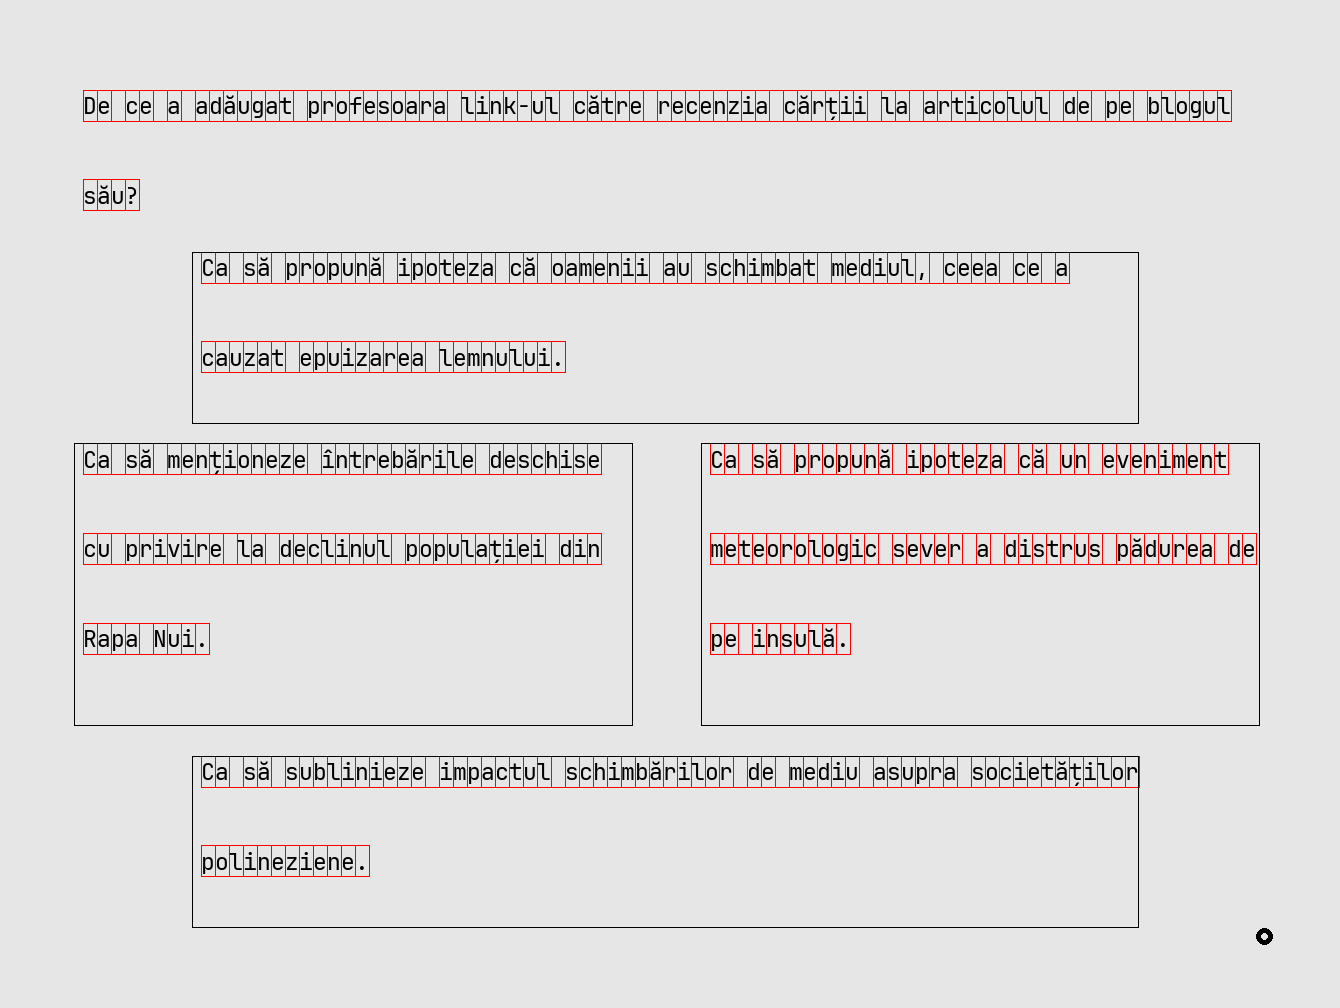 De ce a adăugat profesoara link-ul către recenzia cărții la articolul de pe blogul
său?
Ca să propună ipoteza că oamenii au schimbat mediul, ceea ce a
cauzat epuizarea lemnului.
Ca să menționeze întrebările deschise
cu privire la declinul populației din
Rapa Nui.
Ca să propună ipoteza că un eveniment
meteorologic sever a distrus pădurea de
pe insulă.
Ca să sublinieze impactul schimbărilor de mediu asupra societăților
polineziene.